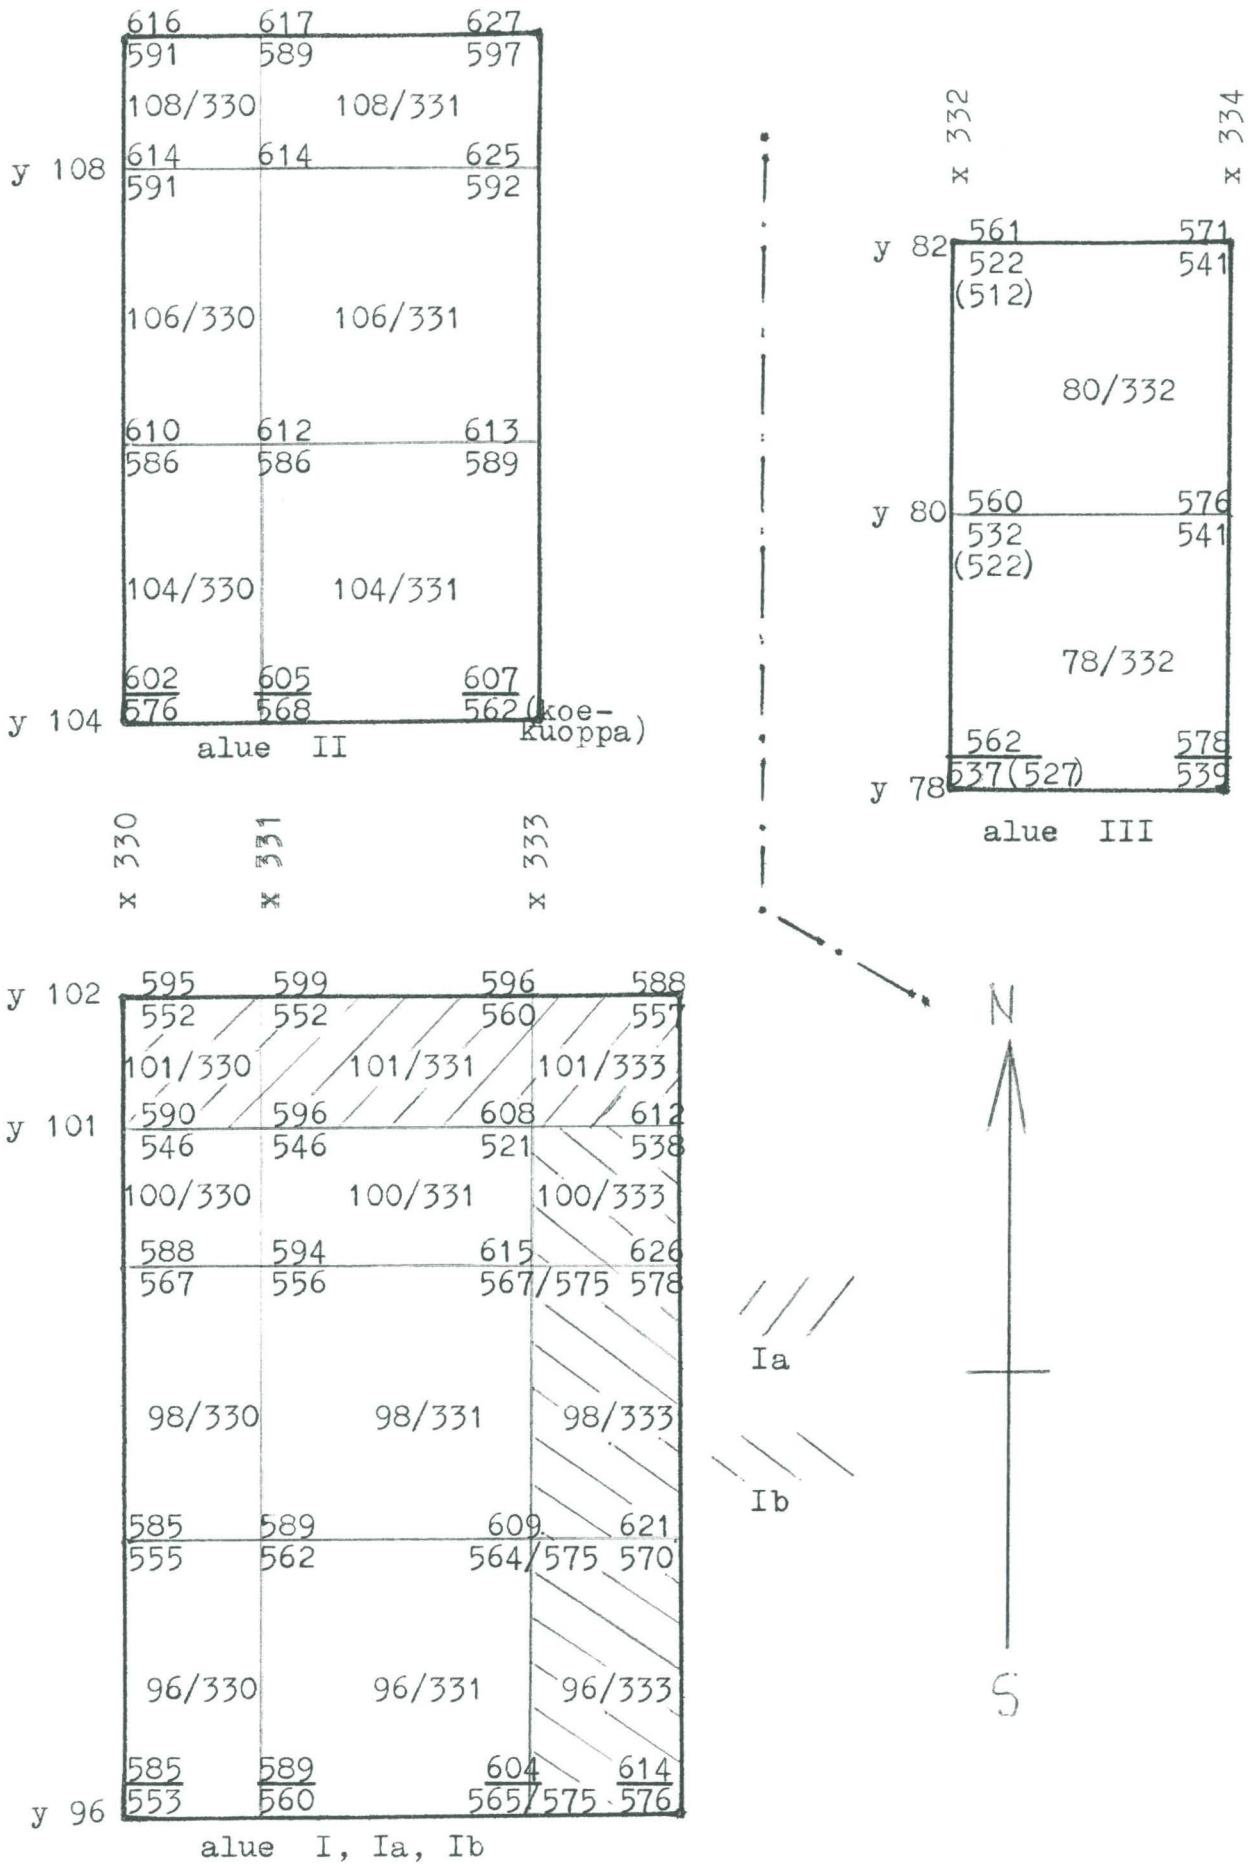 616 617 627
591 589 597
108/330 108/331
y 108 614 614 625
591 592
106/330 106/331
610 612 613
586 586 589
104/330 104/331
602 605 607
y 104 576 568 562 (koe-
kuoppa)
alue II
x 332 x 334
y 82 561 571
522 541
(512)
80/332
y 80 560 576
532 541
(522)
78/332
562 578
y 78 537(527) 539
alue III
x 330 x 331 x 333
y 102 595 599 596 588
552 552 560 557
101/330 101/331 101/333
y 101 590 596 608 612
546 546 521 538
100/330 100/331 100/333
588 594 615 626
567 556 567/575 578
98/330 98/331 98/333
585 589 609 621
555 562 564/575 570
96/330 96/331 96/333
585 589 604 614
y 96 553 560 565/575 576
alue I, Ia, Ib
Ia
Ib
N
S